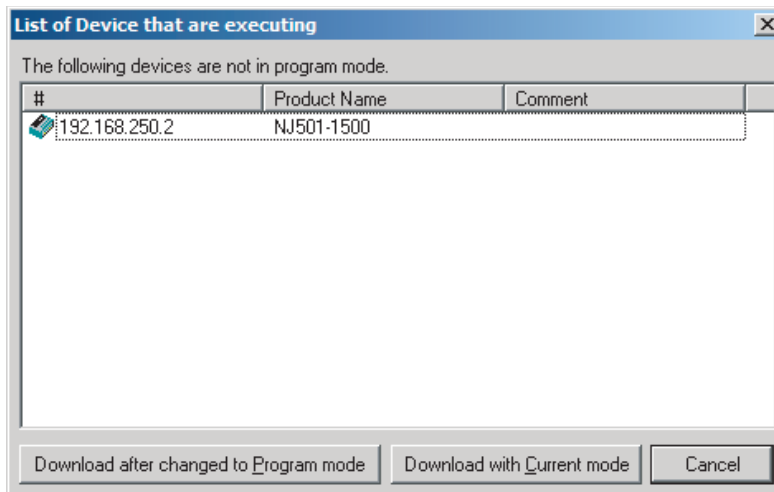 List of Device that are executing
The following devices are not in program mode.
# Product Name Comment
192.168.250.2 NJ501-1500
Download after changed to Program mode Download with Current mode Cancel